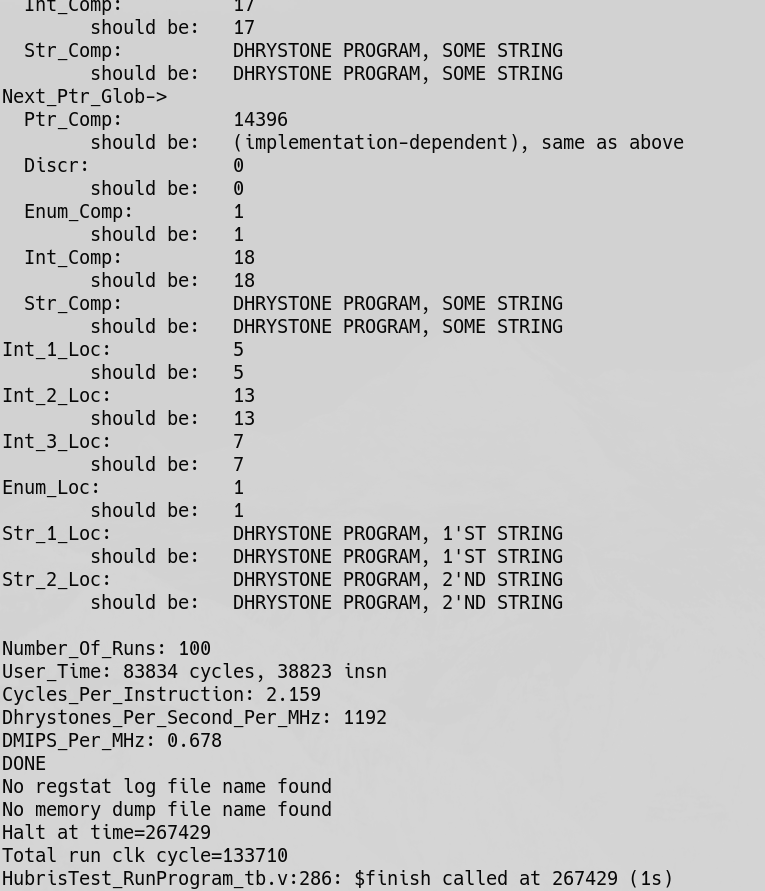 Int_Comp: 17
should be: 17
Str_Comp: DHRYSTONE PROGRAM, SOME STRING
should be: DHRYSTONE PROGRAM, SOME STRING
Next_Ptr_Glob->
Ptr_Comp: 14396
should be: (implementation-dependent), same as above
Discr: 0
should be: 0
Enum_Comp: 1
should be: 1
Int_Comp: 18
should be: 18
Str_Comp: DHRYSTONE PROGRAM, SOME STRING
should be: DHRYSTONE PROGRAM, SOME STRING
Int_1_Loc: 5
should be: 5
Int_2_Loc: 13
should be: 13
Int_3_Loc: 7
should be: 7
Enum_Loc: 1
should be: 1
Str_1_Loc: DHRYSTONE PROGRAM, 1'ST STRING
should be: DHRYSTONE PROGRAM, 1'ST STRING
Str_2_Loc: DHRYSTONE PROGRAM, 2'ND STRING
should be: DHRYSTONE PROGRAM, 2'ND STRING
Number_Of_Runs: 100
User_Time: 83834 cycles, 38823 insn
Cycles_Per_Instruction: 2.159
Dhrystones_Per_Second_Per_MHz: 1192
DMIPS_Per_MHz: 0.678
DONE
No regstat log file name found
No memory dump file name found
Halt at time=267429
Total run clk cycle=133710
HubrisTest_RunProgram_tb.v:286: $finish called at 267429 (1s)